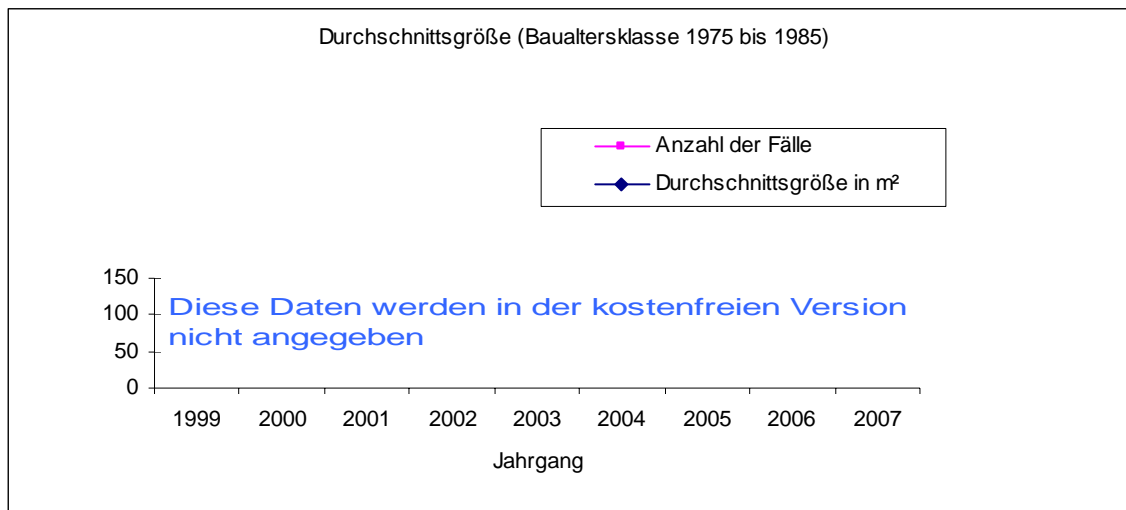 Durchschnittsgröße (Baualtersklasse 1975 bis 1985)
Anzahl der Fälle
Durchschnittsgröße in m²
150
100
50
0
Diese Daten werden in der kostenfreien Version
nicht angegeben
1999 2000 2001 2002 2003 2004 2005 2006 2007
Jahrgang